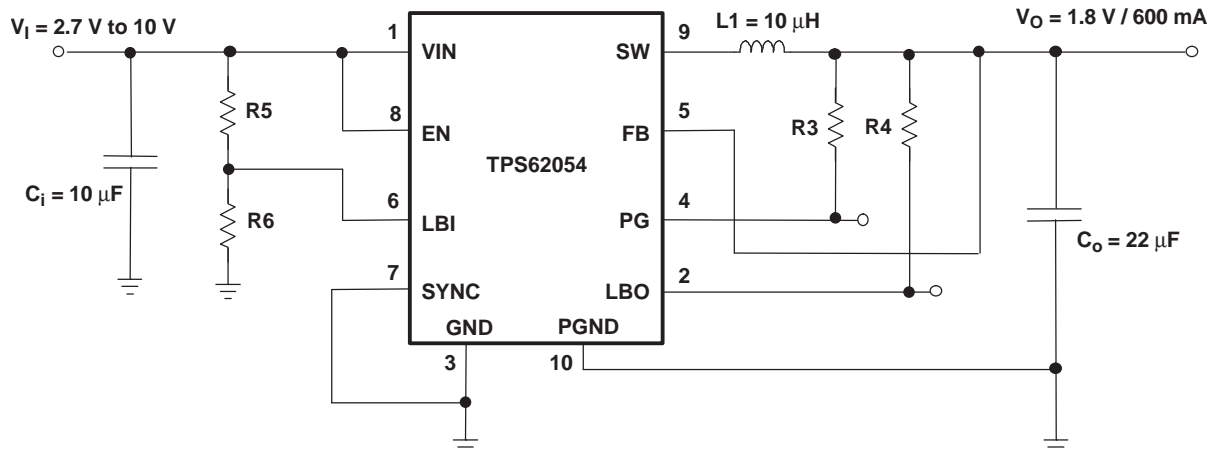 V_I = 2.7 V to 10 V
1
VIN
SW
9
L1 = 10 μH
V_O = 1.8 V / 600 mA
R5
8
EN
FB
5
R3
R4
TPS62054
C_i = 10 μF
R6
6
LBI
PG
4
C_o = 22 μF
7
SYNC
LBO
2
GND
PGND
3
10